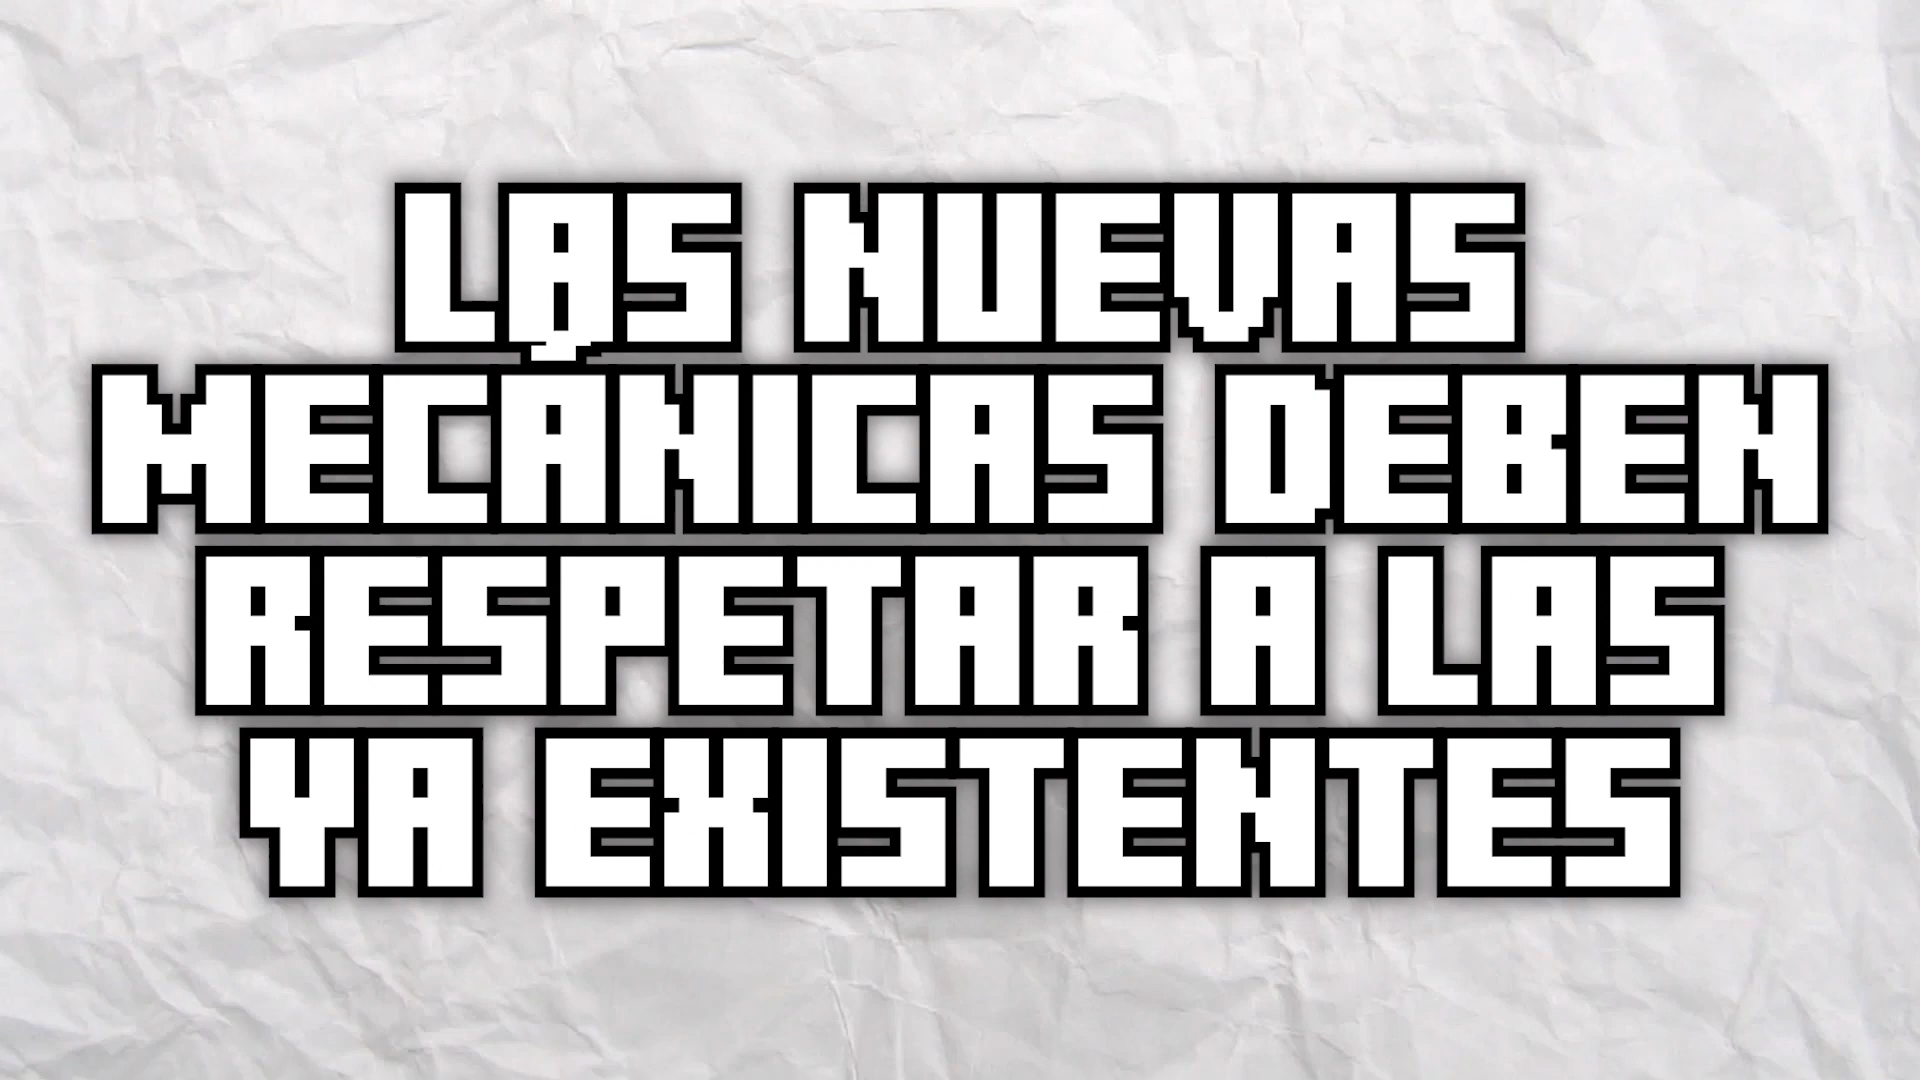 LAS NUEVAS
MECÁNICAS DEBEN
RESPETAR A LAS
YA EXISTENTES